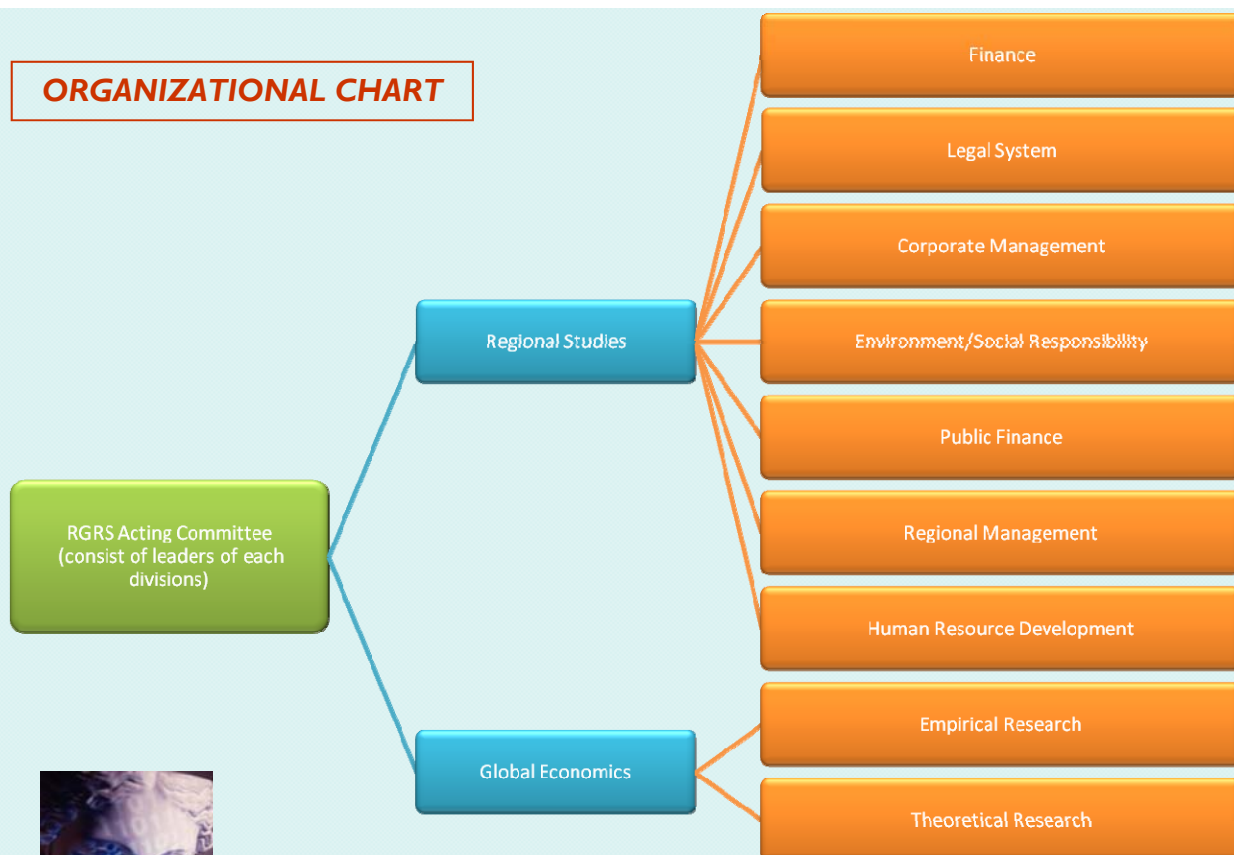 ORGANIZATIONAL CHART
Finance
Legal System
Corporate Management
Regional Studies
Environment/Social Responsibility
Public Finance
RGRS Acting Committee
(consist of leaders of each
divisions)
Regional Management
Human Resource Development
Empirical Research
Global Economics
Theoretical Research